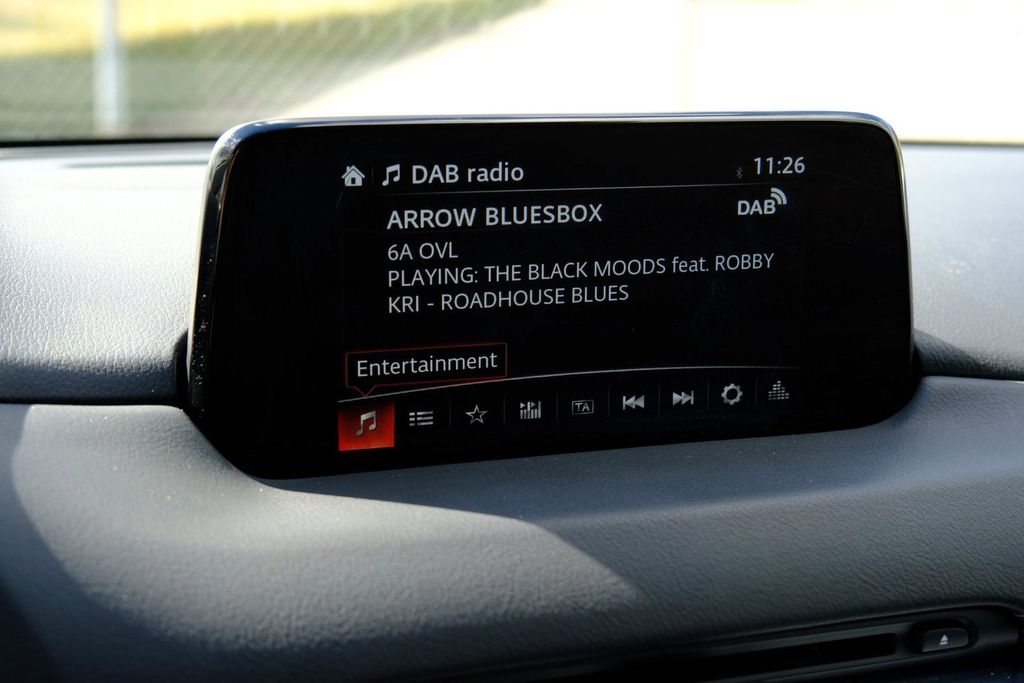 DAB radio 11:26
ARROW BLUESBOX DAB
6A OVL
PLAYING: THE BLACK MOODS feat. ROBBY
KRI - ROADHOUSE BLUES
Entertainment
TA